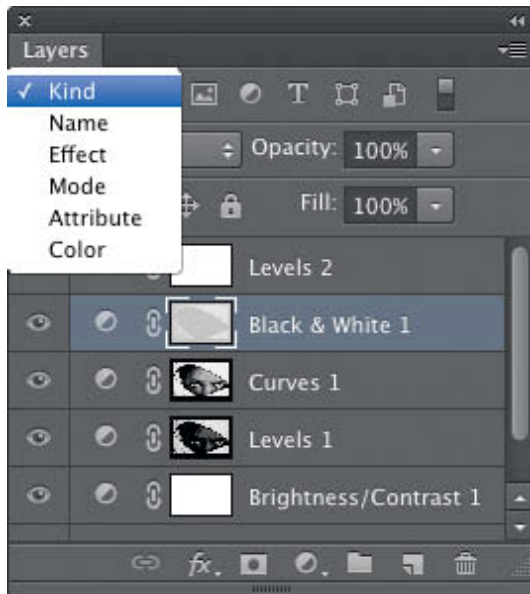 Layers
✓ Kind
Name
Effect
Mode
Attribute
Color
T
Opacity: 100%
Fill: 100%
Levels 2
Black & White 1
Curves 1
Levels 1
Brightness/Contrast 1
fx.